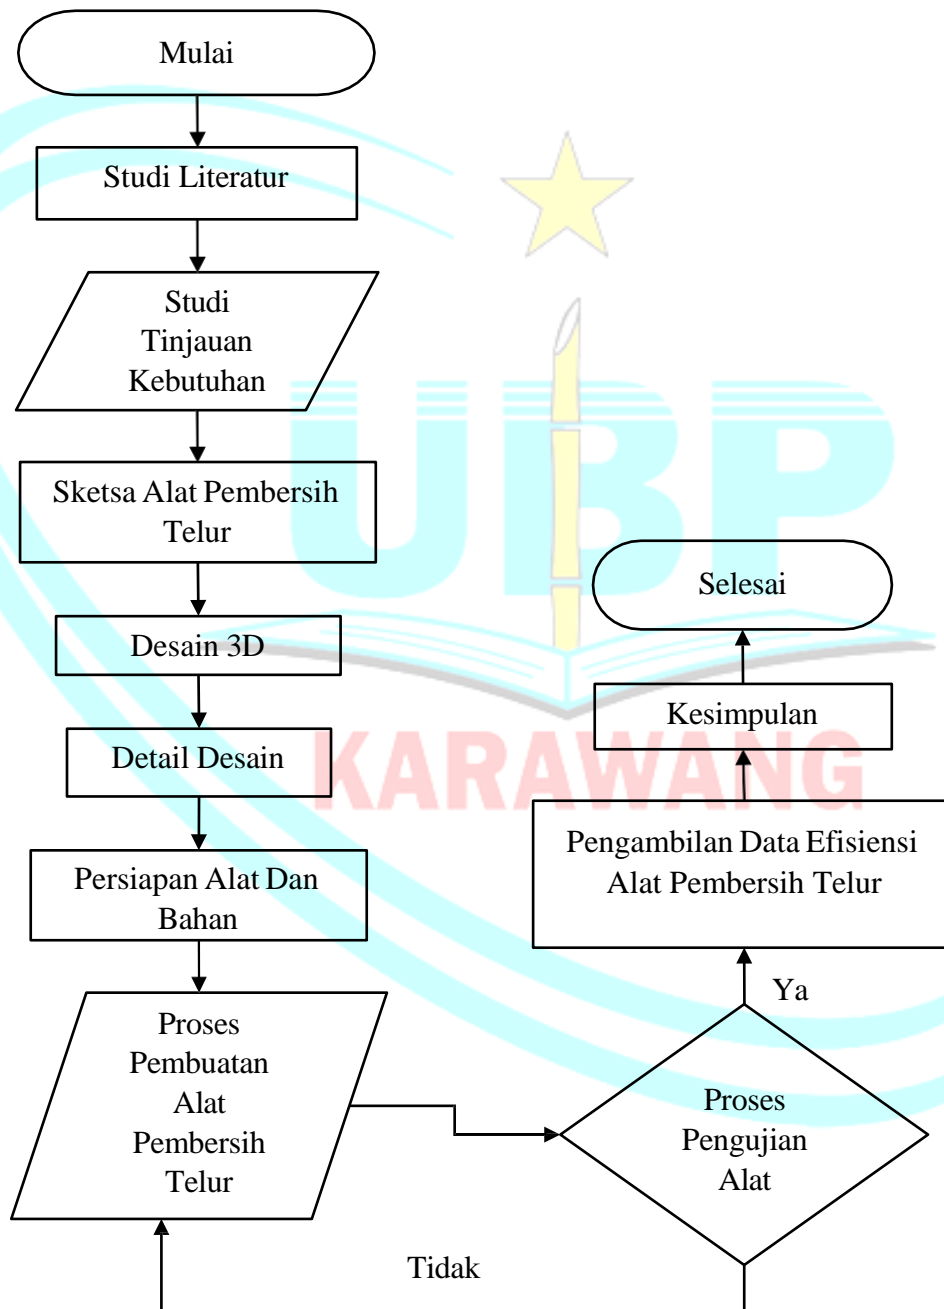 Mulai
Studi Literatur
Studi
Tinjauan
Kebutuhan
Sketsa Alat Pembersih
Telur
Desain 3D
Detail Desain
Persiapan Alat Dan
Bahan
Proses
Pembuatan
Alat
Pembersih
Telur
Tidak
Proses
Pengujian
Alat
Ya
Pengambilan Data Efisiensi
Alat Pembersih Telur
Kesimpulan
Selesai
UBP
KARAWANG